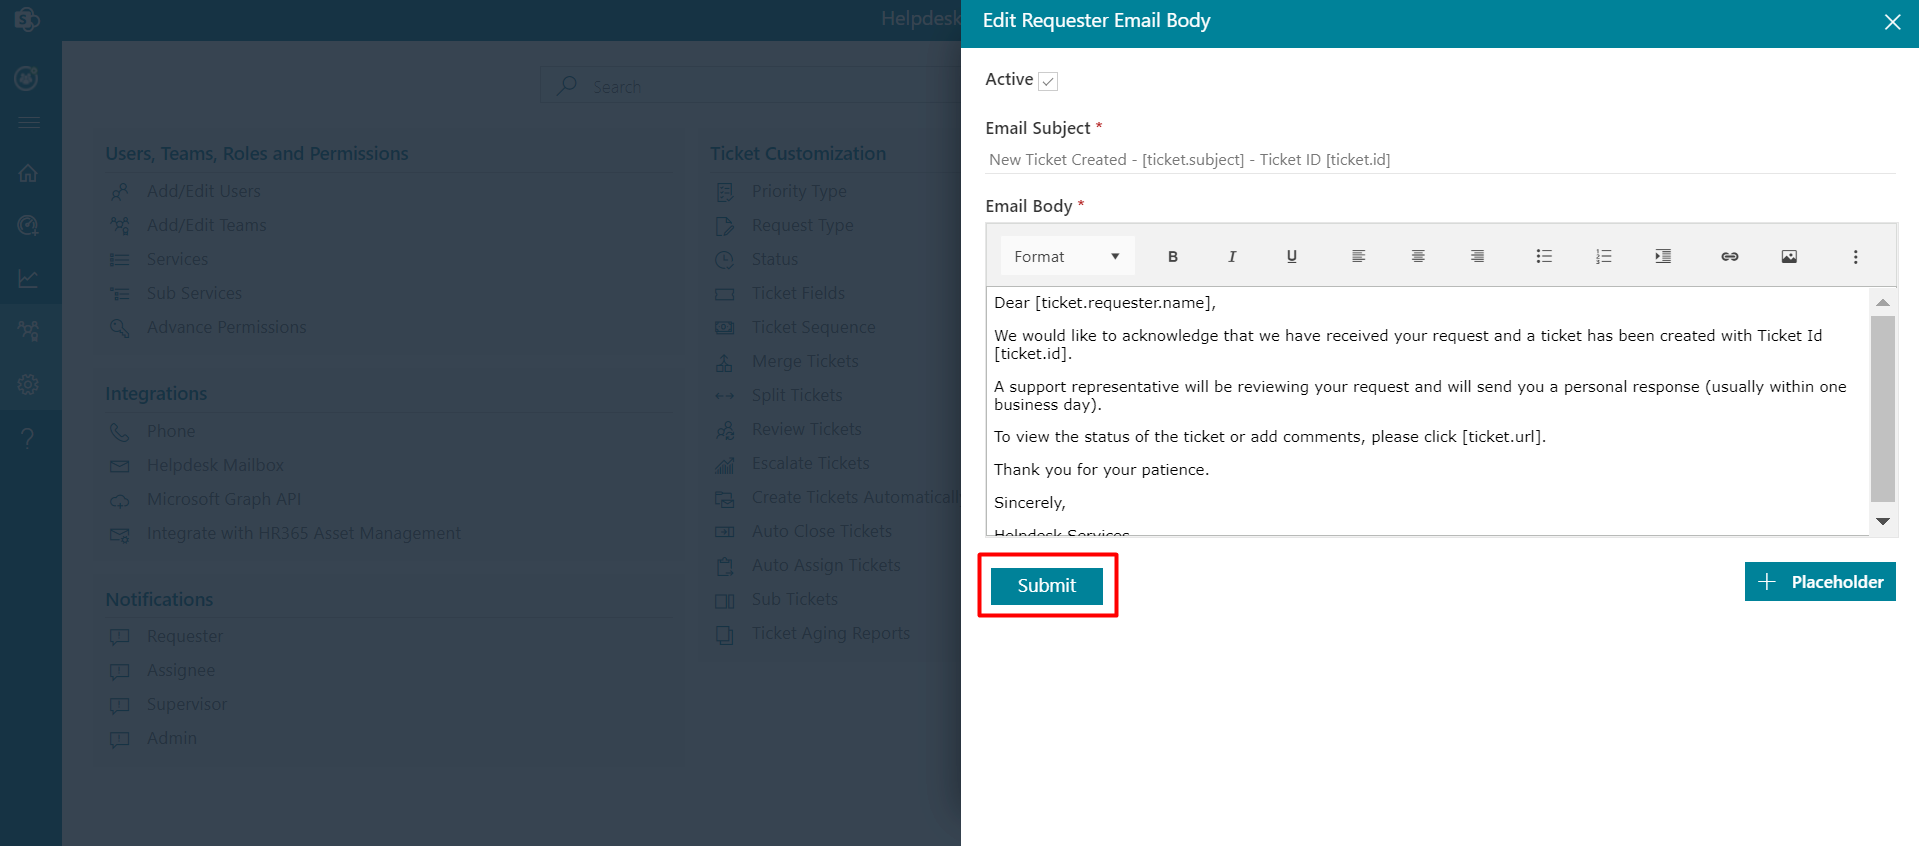 Helpdesk
Search
Users, Teams, Roles and Permissions
Add/Edit Users
Add/Edit Teams
Services
Sub Services
Advance Permissions
Integrations
Phone
Helpdesk Mailbox
Microsoft Graph API
Integrate with HR365 Asset Management
Notifications
Requester
Assignee
Supervisor
Admin
Ticket Customization
Priority Type
Request Type
Status
Ticket Fields
Ticket Sequence
Merge Tickets
Split Tickets
Review Tickets
Escalate Tickets
Create Tickets Automatically
Auto Close Tickets
Auto Assign Tickets
Sub Tickets
Ticket Aging Reports
Edit Requester Email Body
Active
Email Subject *
New Ticket Created - [ticket.subject] - Ticket ID [ticket.id]
Email Body *
Format B I U
Dear [ticket.requester.name],
We would like to acknowledge that we have received your request and a ticket has been created with Ticket Id
[ticket.id].
A support representative will be reviewing your request and will send you a personal response (usually within one
business day).
To view the status of the ticket or add comments, please click [ticket.url].
Thank you for your patience.
Sincerely,
Helpdesk Services
Submit
Placeholder